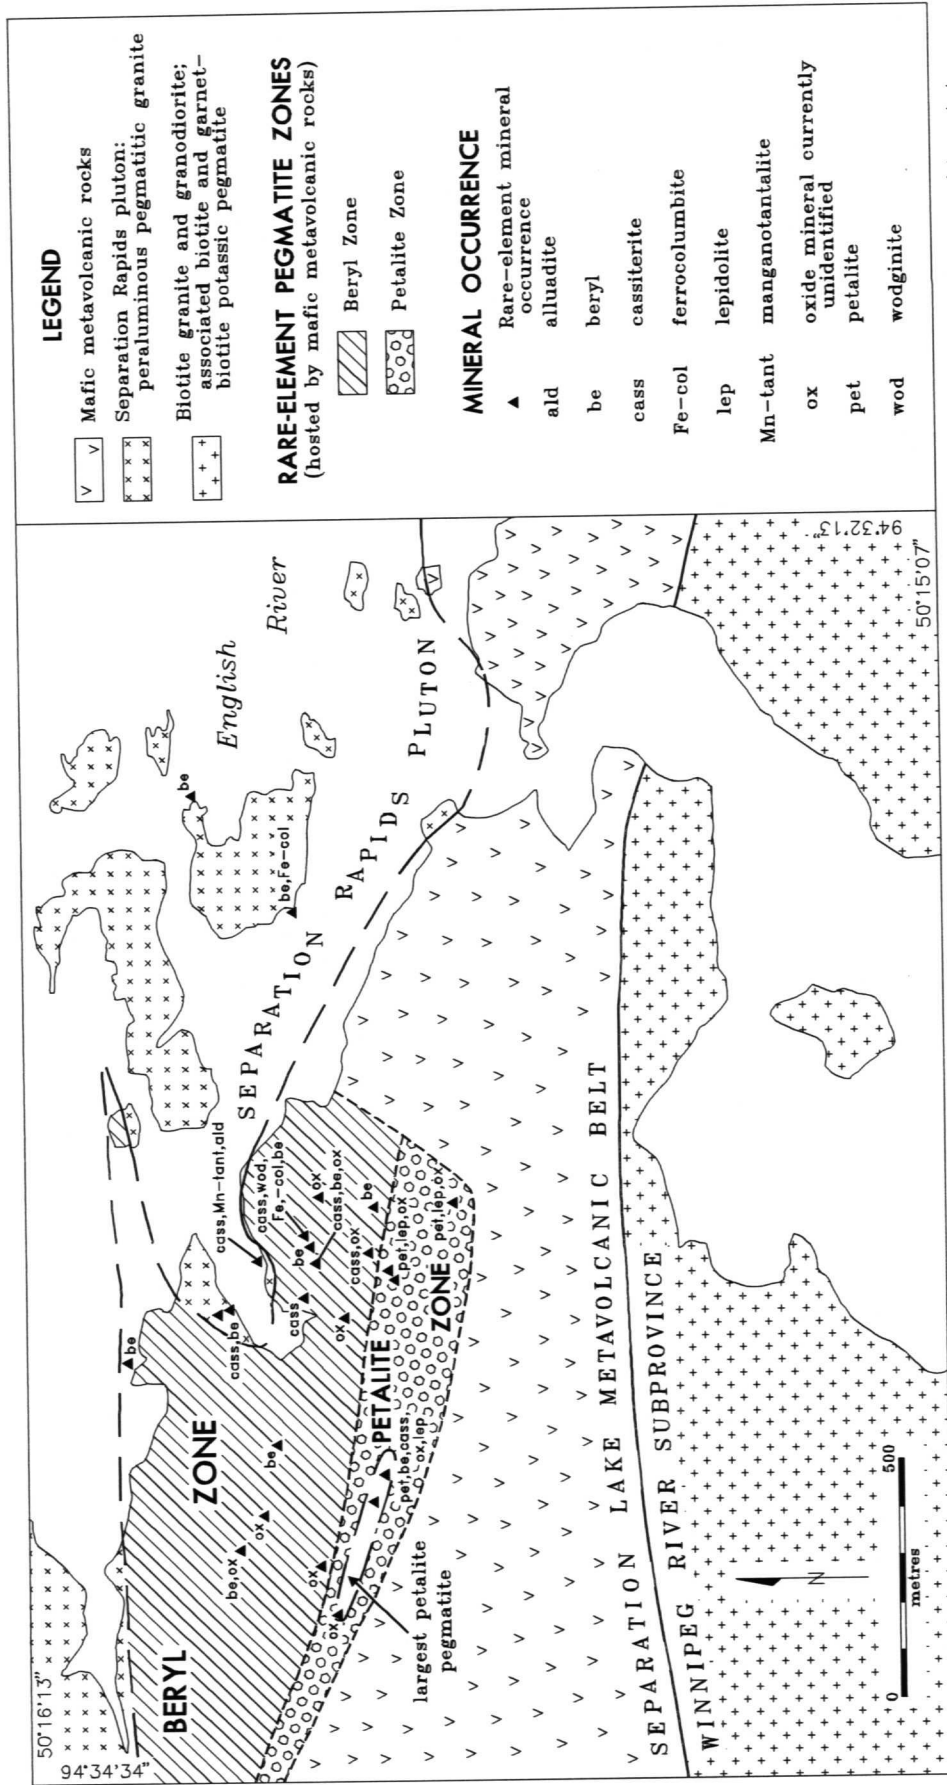 LEGEND
Mafic metavolcanic rocks
Separation Rapids pluton:
peraluminous pegmatitic granite
Biotite granite and granodiorite;
associated biotite and garnet-
biotite potassic pegmatite
RARE-ELEMENT PEGMATITE ZONES
(hosted by mafic metavolcanic rocks)
Beryl Zone
Petalite Zone
MINERAL OCCURRENCE
▲ Rare-element mineral
occurrence
ald alluadite
be beryl
cass cassiterite
Fe-col ferrocolumbite
lep lepidolite
Mn-tant manganotantalite
ox oxide mineral currently
unidentified
pet petalite
wod wodginite
50°16'13"
94°34'34"
English
River
be
be,Fe-col
SEPARATION RAPIDS PLUTON
be
cass,be
cass,Mn-tant,ald
cass,wod,
Fe,-col,be
cass
be
ox
cass,be,ox
be
cass,ox
ox
BERYL ZONE
be
ox
be,ox
ox
PETALITE ZONE
pet,lep,ox
pet,lep,ox
pet,be,cass,
ox,lep
ox
largest petalite
pegmatite
SEPARATION LAKE METAVOLCANIC BELT
WINNIPEG RIVER SUBPROVINCE
N
0 500
metres
94°32'13"
50°15'07"